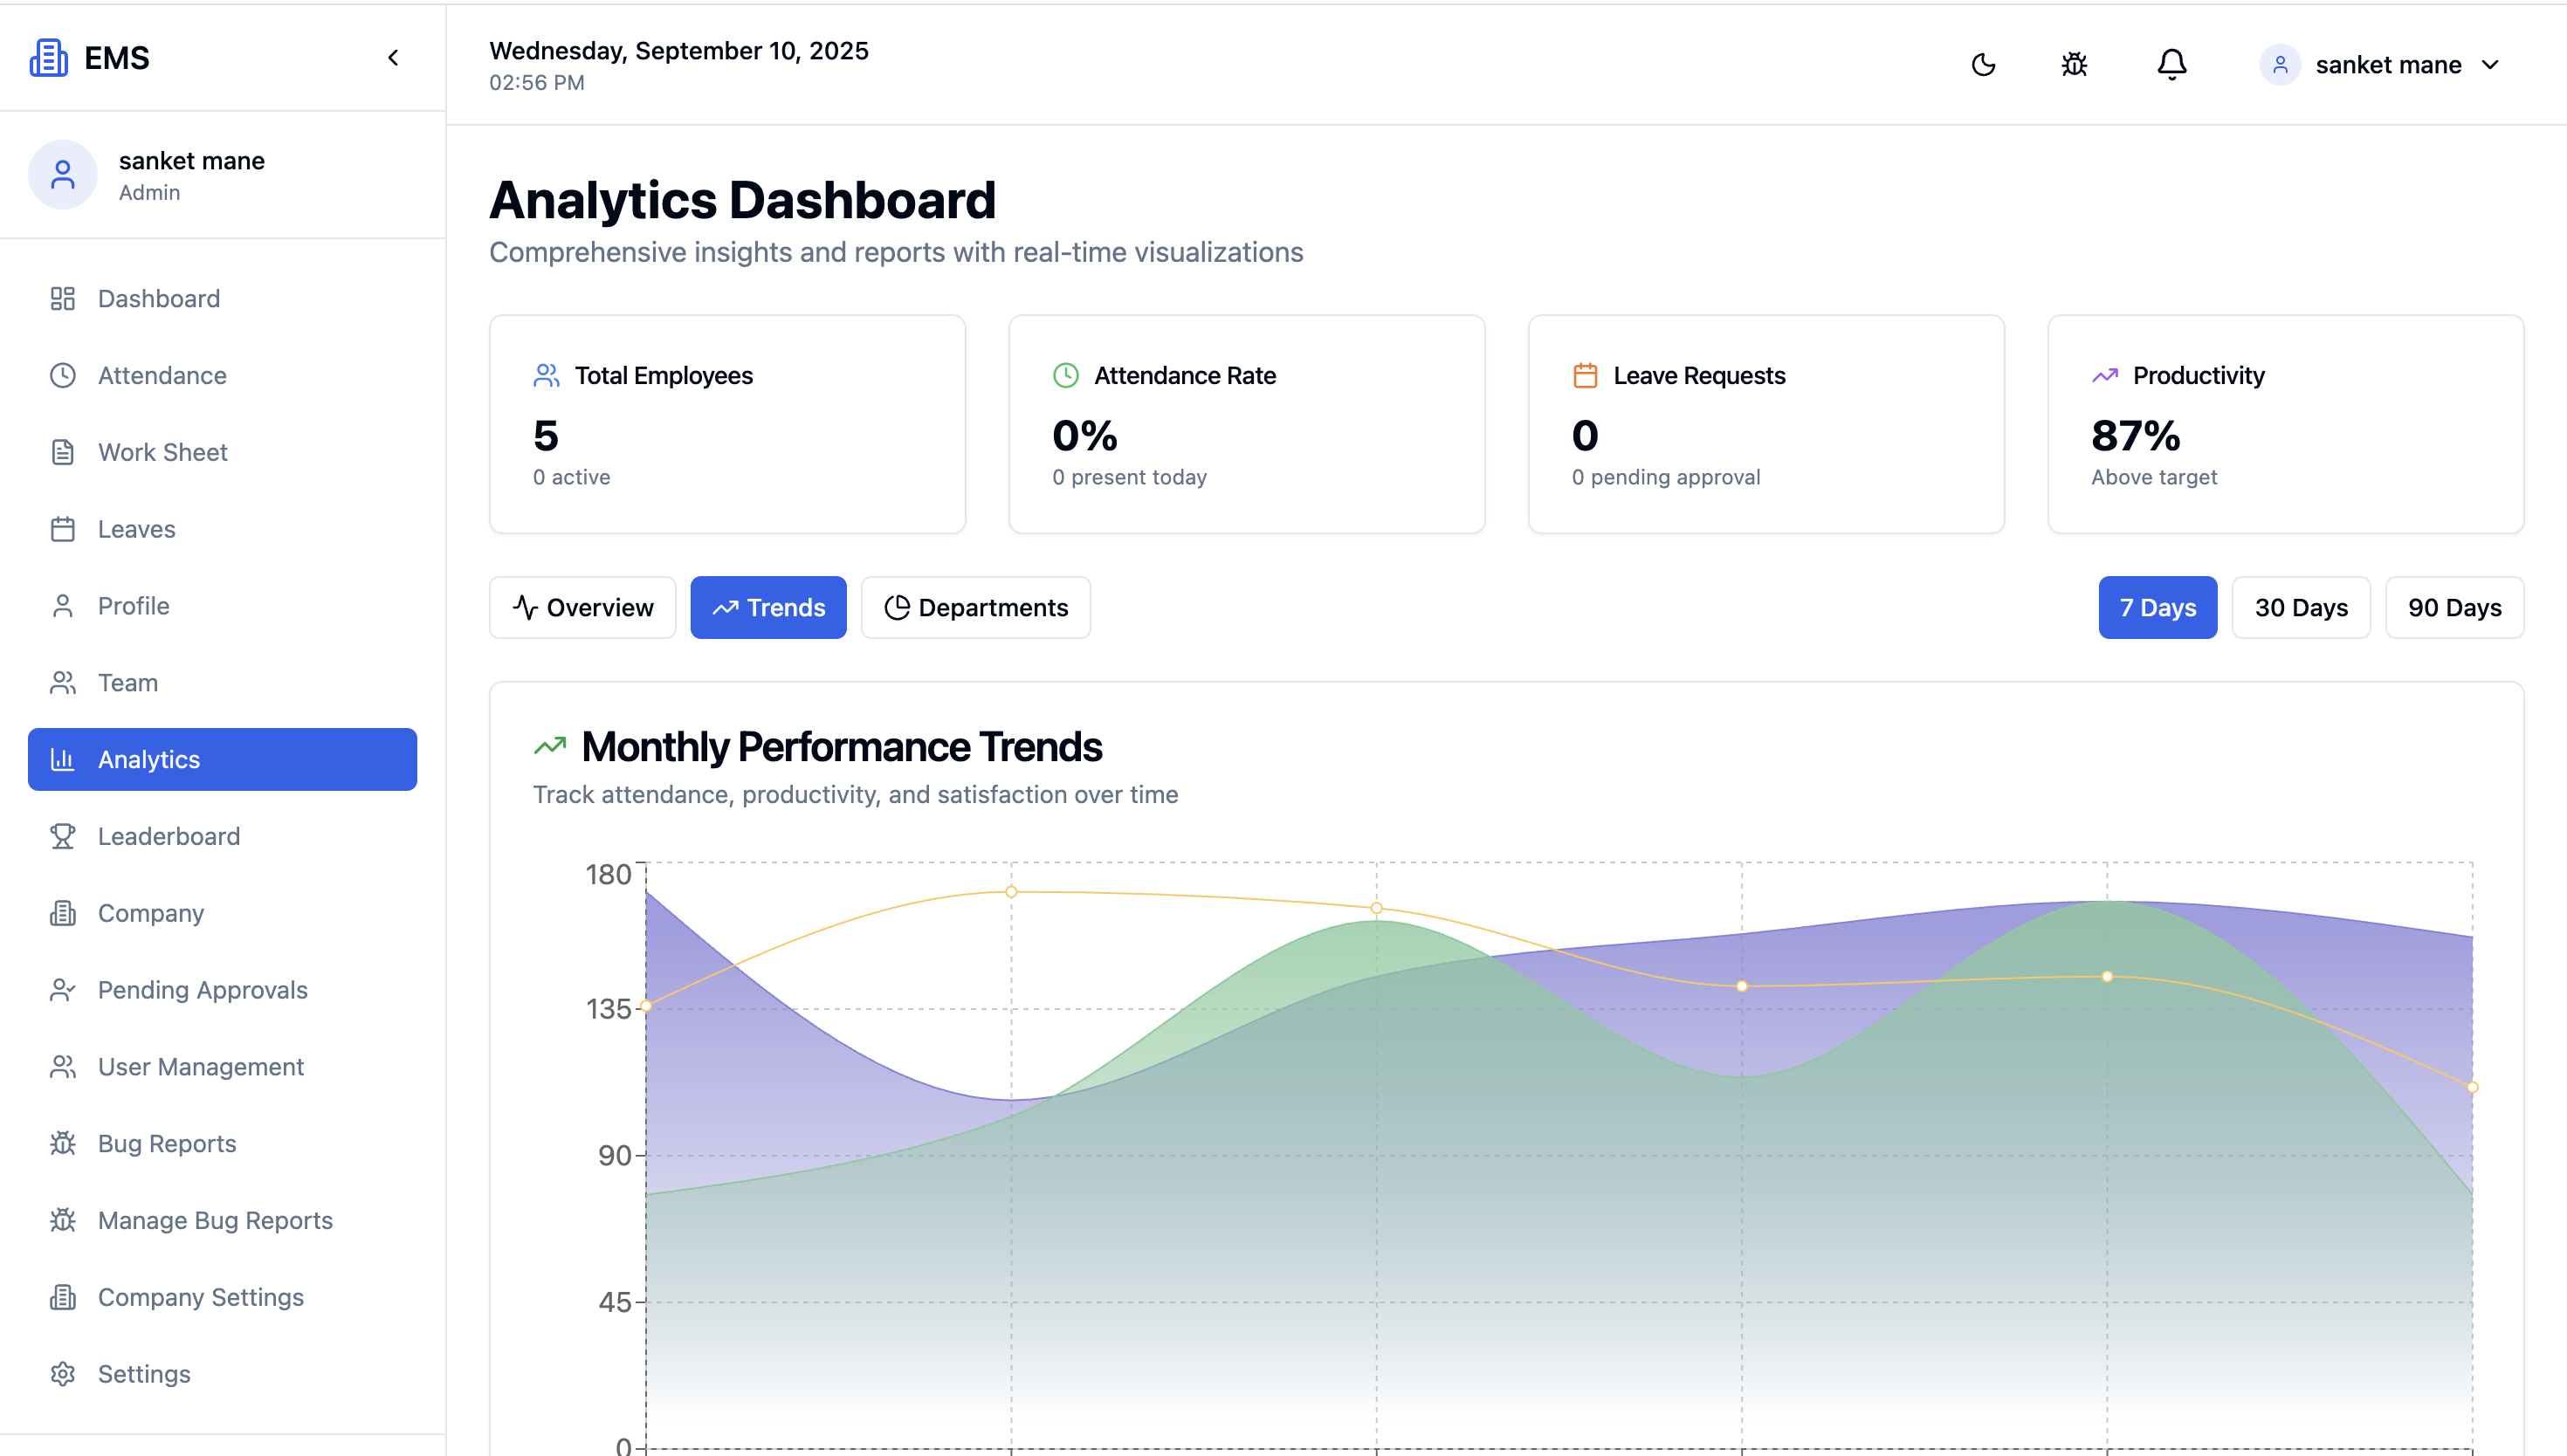 EMS
sanket mane
Admin
Dashboard
Attendance
Work Sheet
Leaves
Profile
Team
Analytics
Leaderboard
Company
Pending Approvals
User Management
Bug Reports
Manage Bug Reports
Company Settings
Settings
Wednesday, September 10, 2025
02:56 PM
sanket mane
Analytics Dashboard
Comprehensive insights and reports with real-time visualizations
Total Employees
5
0 active
Attendance Rate
0%
0 present today
Leave Requests
0
0 pending approval
Productivity
87%
Above target
Overview
Trends
Departments
7 Days
30 Days
90 Days
Monthly Performance Trends
Track attendance, productivity, and satisfaction over time
180
135
90
45
0